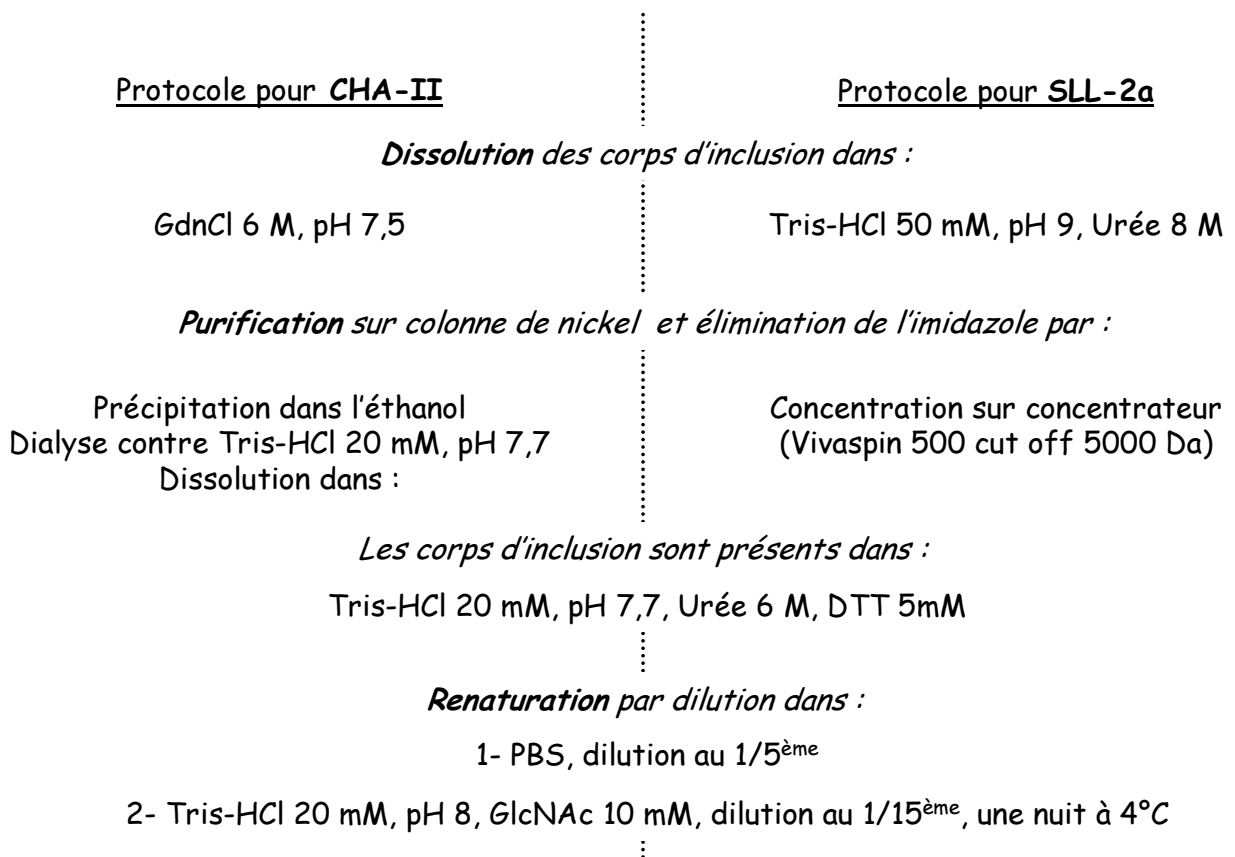 Protocole pour CHA-II
Protocole pour SLL-2a
Dissolution des corps d'inclusion dans :
GdnCl 6 M, pH 7,5
Tris-HCl 50 mM, pH 9, Urée 8 M
Purification sur colonne de nickel et élimination de l'imidazole par :
Précipitation dans l'éthanol
Dialyse contre Tris-HCl 20 mM, pH 7,7
Dissolution dans :
Concentration sur concentrateur
(Vivaspin 500 cut off 5000 Da)
Les corps d'inclusion sont présents dans :
Tris-HCl 20 mM, pH 7,7, Urée 6 M, DTT 5mM
Renaturation par dilution dans :
1- PBS, dilution au 1/5ème
2- Tris-HCl 20 mM, pH 8, GlcNAc 10 mM, dilution au 1/15ème, une nuit à 4°C